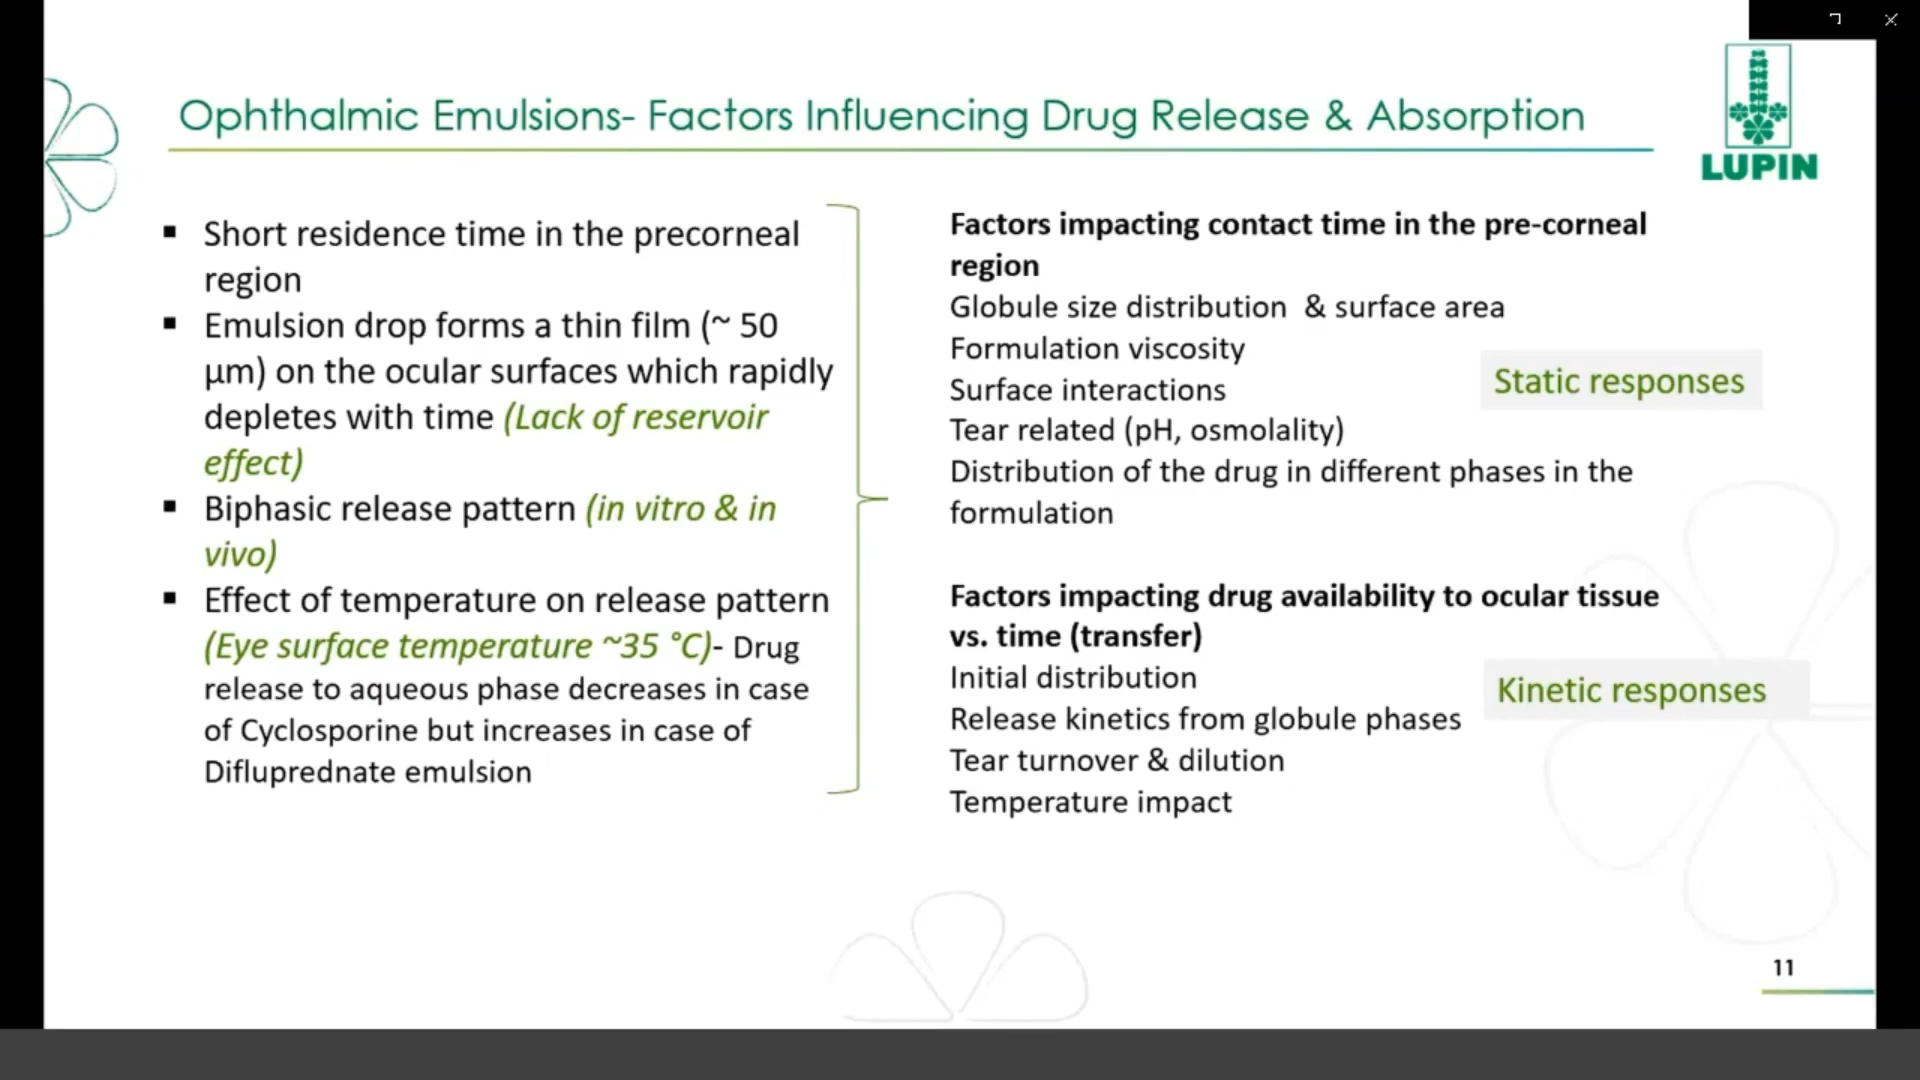 Ophthalmic Emulsions- Factors Influencing Drug Release & Absorption
LUPIN
▪ Short residence time in the precorneal
region
▪ Emulsion drop forms a thin film (~ 50
µm) on the ocular surfaces which rapidly
depletes with time (Lack of reservoir
effect)
▪ Biphasic release pattern (in vitro & in
vivo)
▪ Effect of temperature on release pattern
(Eye surface temperature ~35 °C)- Drug
release to aqueous phase decreases in case
of Cyclosporine but increases in case of
Difluprednate emulsion
Factors impacting contact time in the pre-corneal
region
Globule size distribution & surface area
Formulation viscosity
Surface interactions
Tear related (pH, osmolality)
Distribution of the drug in different phases in the
formulation
Static responses
Factors impacting drug availability to ocular tissue
vs. time (transfer)
Initial distribution
Release kinetics from globule phases
Tear turnover & dilution
Temperature impact
Kinetic responses
11